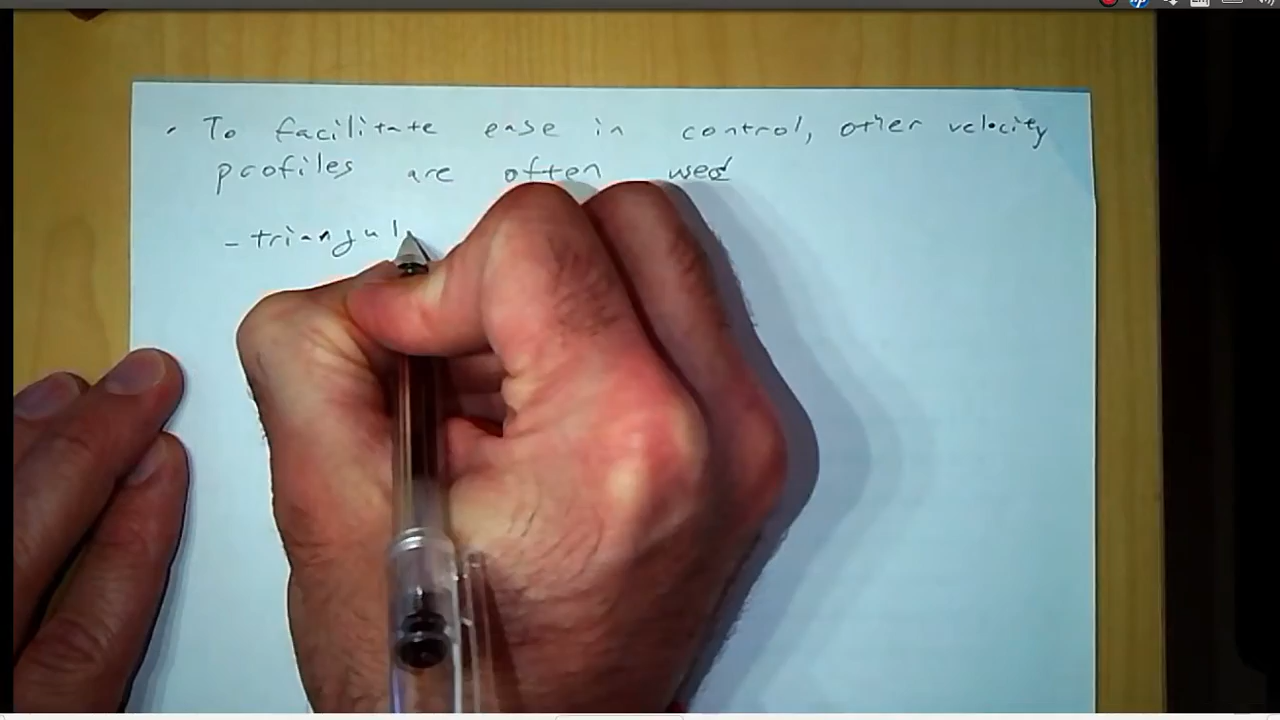 • To facilitate ease in control, other velocity
profiles are often used
- triangul